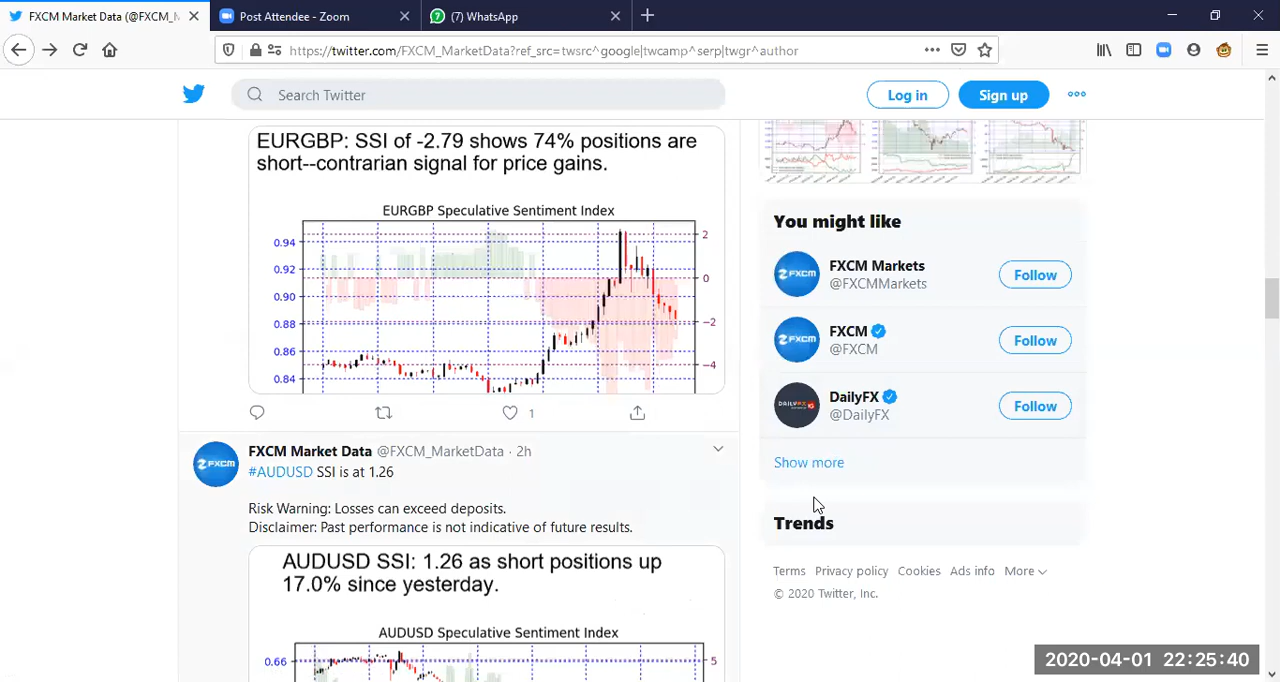 FXCM Market Data (@FXCM_M
Post Attendee - Zoom
(7) WhatsApp
https://twitter.com/FXCM_MarketData?ref_src=twsrc^google|twcamp^serp|twgr^author
Search Twitter
Log in
Sign up
EURGBP: SSI of -2.79 shows 74% positions are
short--contrarian signal for price gains.
EURGBP Speculative Sentiment Index
0.94
0.92
0.90
0.88
0.86
0.84
2
0
−2
−4
1
FXCM Market Data @FXCM_MarketData · 2h
#AUDUSD SSI is at 1.26
Risk Warning: Losses can exceed deposits.
Disclaimer: Past performance is not indicative of future results.
AUDUSD SSI: 1.26 as short positions up
17.0% since yesterday.
AUDUSD Speculative Sentiment Index
0.66
5
You might like
FXCM
FXCM Markets
@FXCMMarkets
Follow
FXCM
FXCM
@FXCM
Follow
DAILYFX
DailyFX
@DailyFX
Follow
Show more
Trends
Terms Privacy policy Cookies Ads info More
© 2020 Twitter, Inc.
FXCM
2020-04-01 22:25:40